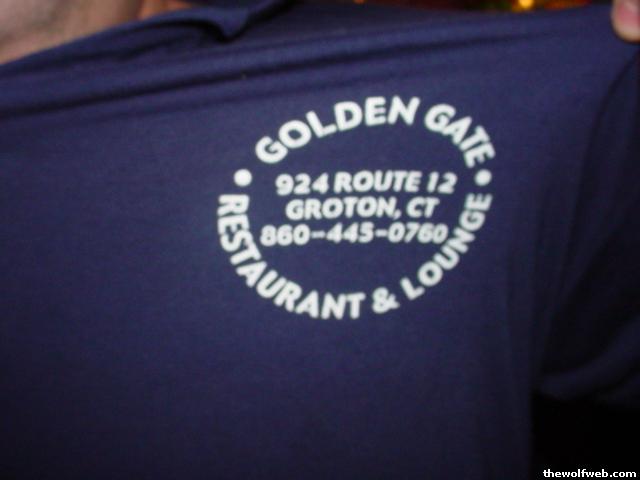 GOLDEN GATE
924 ROUTE 12
GROTON, CT
860-445-0760
RESTAURANT & LOUNGE
thewolfweb.com